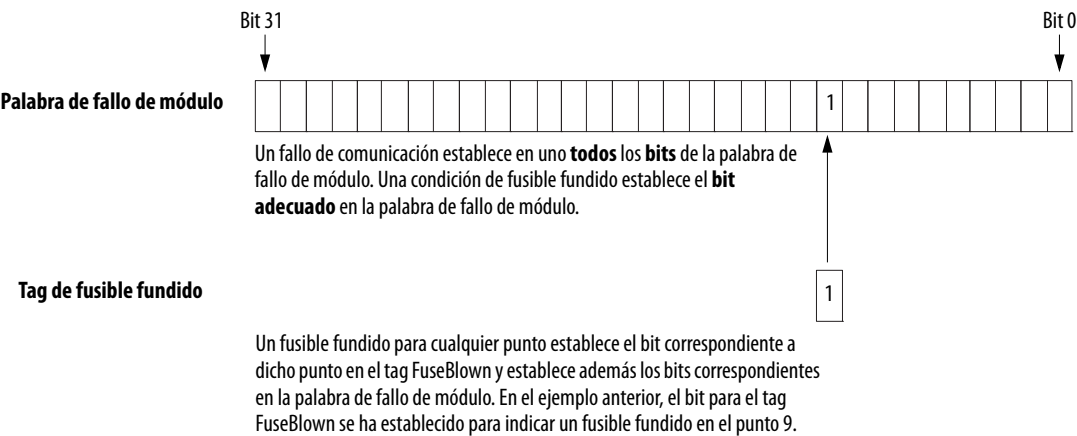 Bit 31
Bit 0
Palabra de fallo de módulo
1
Un fallo de comunicación establece en uno todos los bits de la palabra de
fallo de módulo. Una condición de fusible fundido establece el bit
adecuado en la palabra de fallo de módulo.
Tag de fusible fundido
1
Un fusible fundido para cualquier punto establece el bit correspondiente a
dicho punto en el tag FuseBlown y establece además los bits correspondientes
en la palabra de fallo de módulo. En el ejemplo anterior, el bit para el tag
FuseBlown se ha establecido para indicar un fusible fundido en el punto 9.